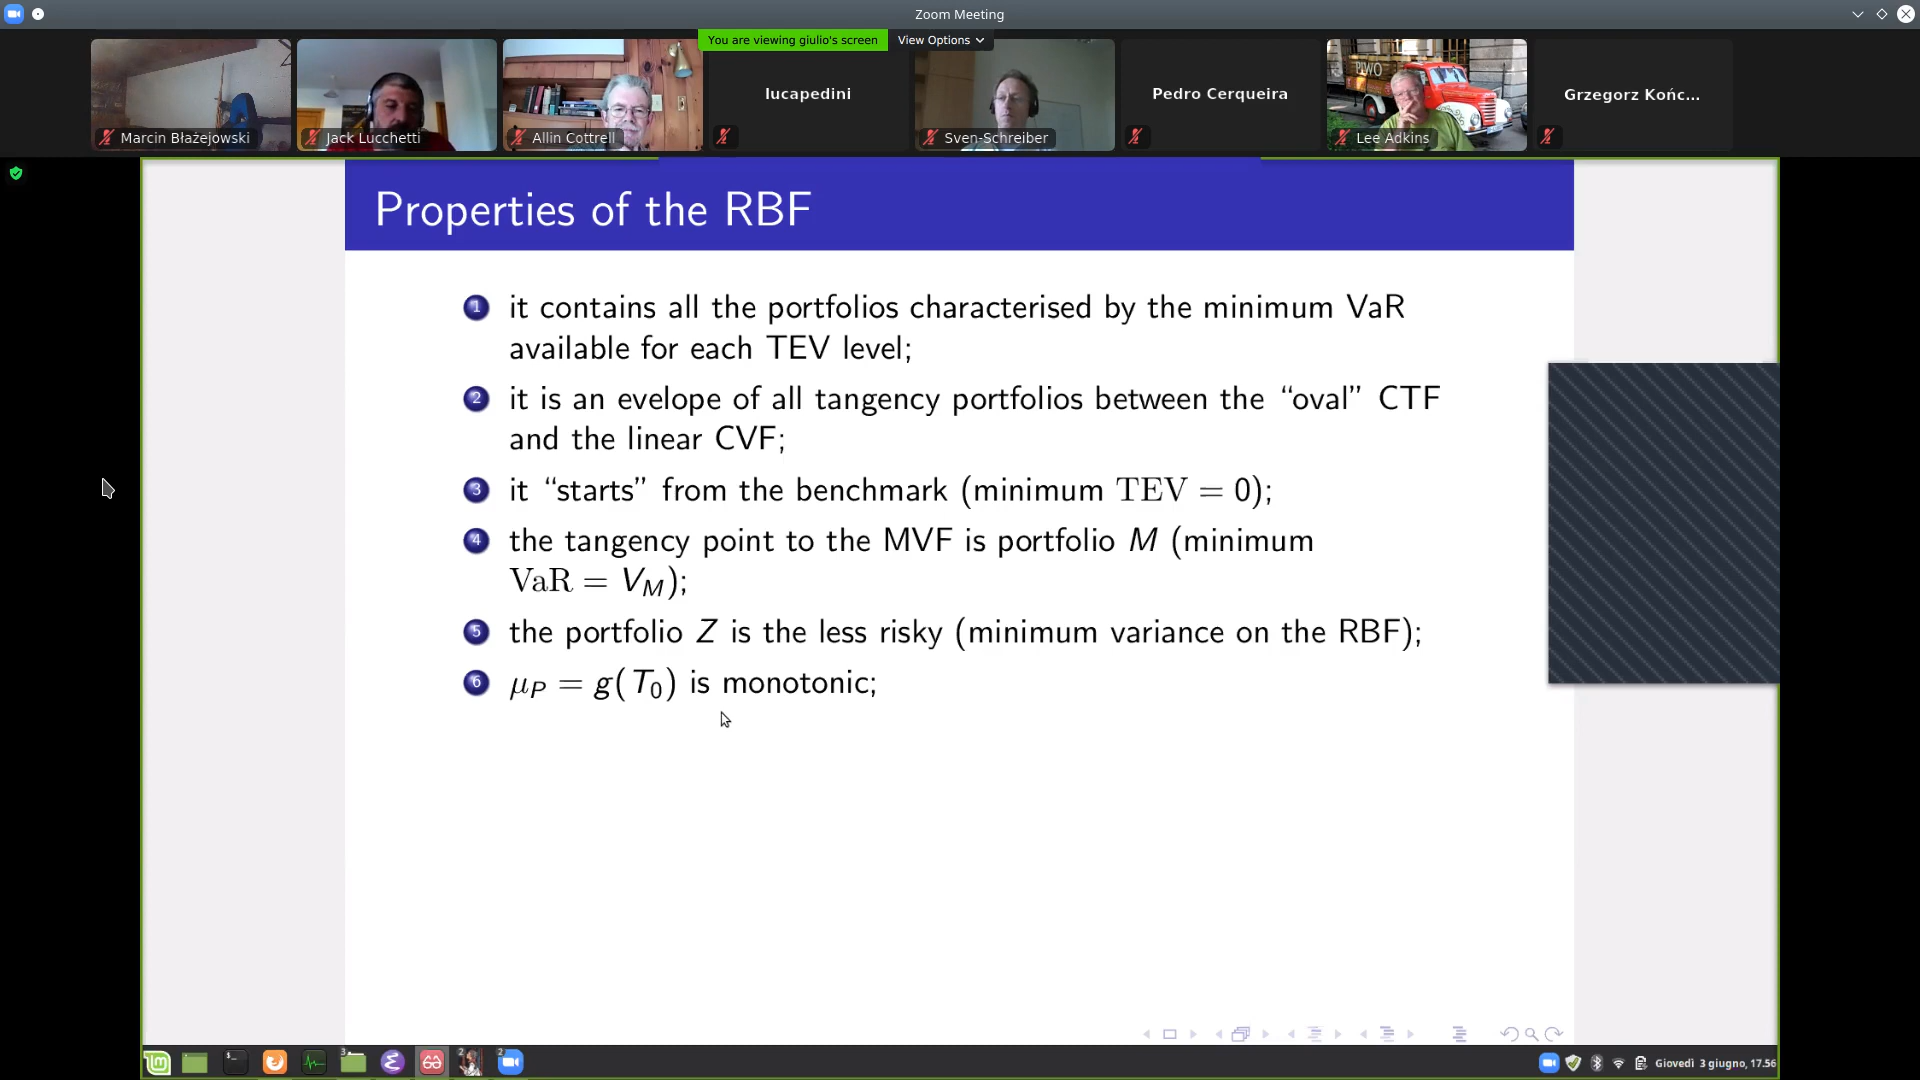 Zoom Meeting
You are viewing giulio's screen
View Options
PIWO
Marcin Błażejowski
Jack Lucchetti
Allin Cottrell
lucapedini
Sven-Schreiber
Pedro Cerqueira
Lee Adkins
Grzegorz Końc...
Properties of the RBF
1 it contains all the portfolios characterised by the minimum VaR
available for each TEV level;
2 it is an evelope of all tangency portfolios between the “oval” CTF
and the linear CVF;
3 it “starts” from the benchmark (minimum TEV = 0);
4 the tangency point to the MVF is portfolio M (minimum
VaR = V_M);
5 the portfolio Z is the less risky (minimum variance on the RBF);
6 μ_P = g(T_0) is monotonic;
3
2
2
Giovedì 3 giugno, 17.56